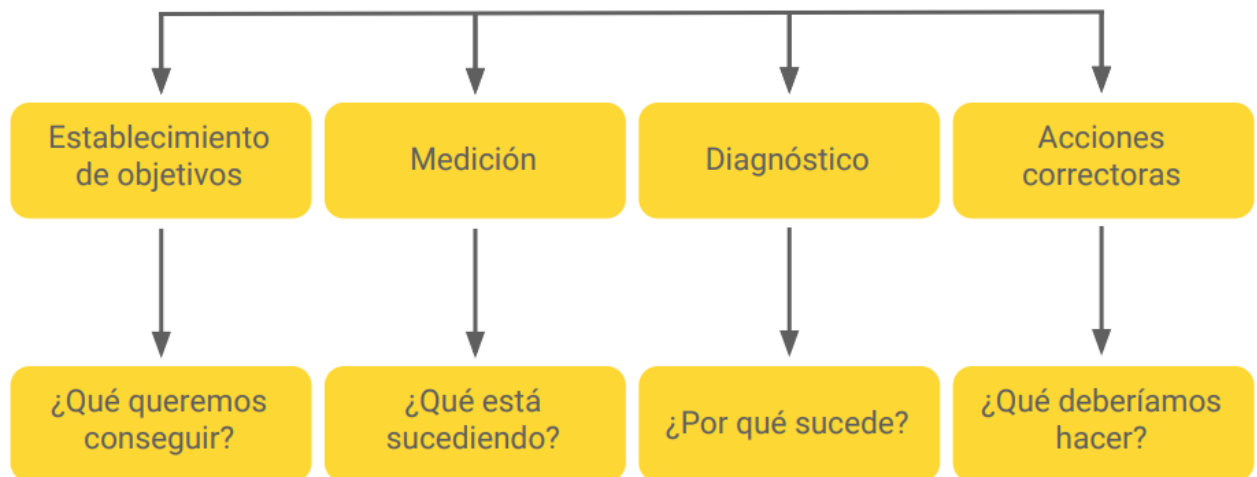 Establecimiento
de objetivos
Medición
Diagnóstico
Acciones
correctoras
¿Qué queremos
conseguir?
¿Qué está
sucediendo?
¿Por qué sucede?
¿Qué deberíamos
hacer?